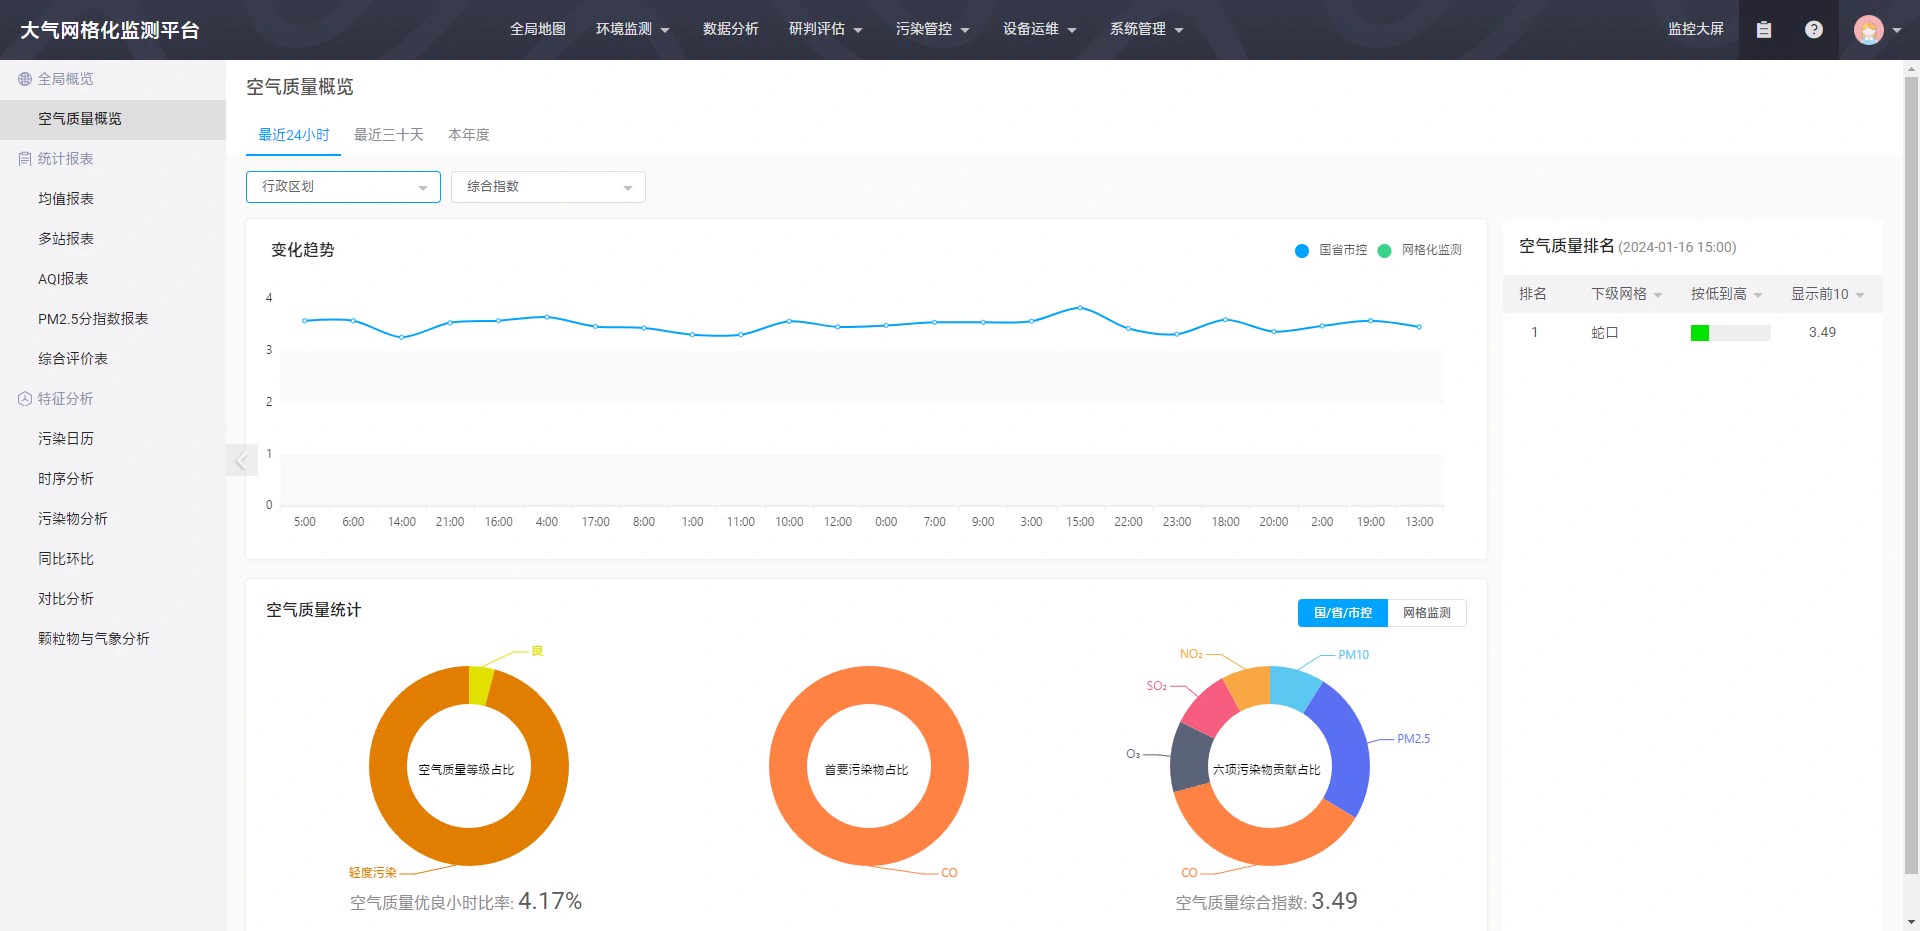 大气网格化监测平台
全局地图 环境监测 数据分析 研判评估 污染管控 设备运维 系统管理 监控大屏
全局概览
空气质量概览
统计报表
均值报表
多站报表
AQI报表
PM2.5分指数报表
综合评价表
特征分析
污染日历
时序分析
污染物分析
同比环比
对比分析
颗粒物与气象分析
空气质量概览
最近24小时 最近三十天 本年度
行政区划 综合指数
变化趋势
国省市控 网格化监测
4
3
2
1
0
5:00 6:00 14:00 21:00 16:00 4:00 17:00 8:00 1:00 11:00 10:00 12:00 0:00 7:00 9:00 3:00 15:00 22:00 23:00 18:00 20:00 2:00 19:00 13:00
空气质量排名 (2024-01-16 15:00)
排名 下级网格 按低到高 显示前10
1 蛇口 3.49
空气质量统计
国/省/市控 网格监测
良
空气质量等级占比
轻度污染
空气质量优良小时比率: 4.17%
首要污染物占比
CO
NO₂ PM10
SO₂
PM2.5
O₃
六项污染物贡献占比
CO
空气质量综合指数: 3.49